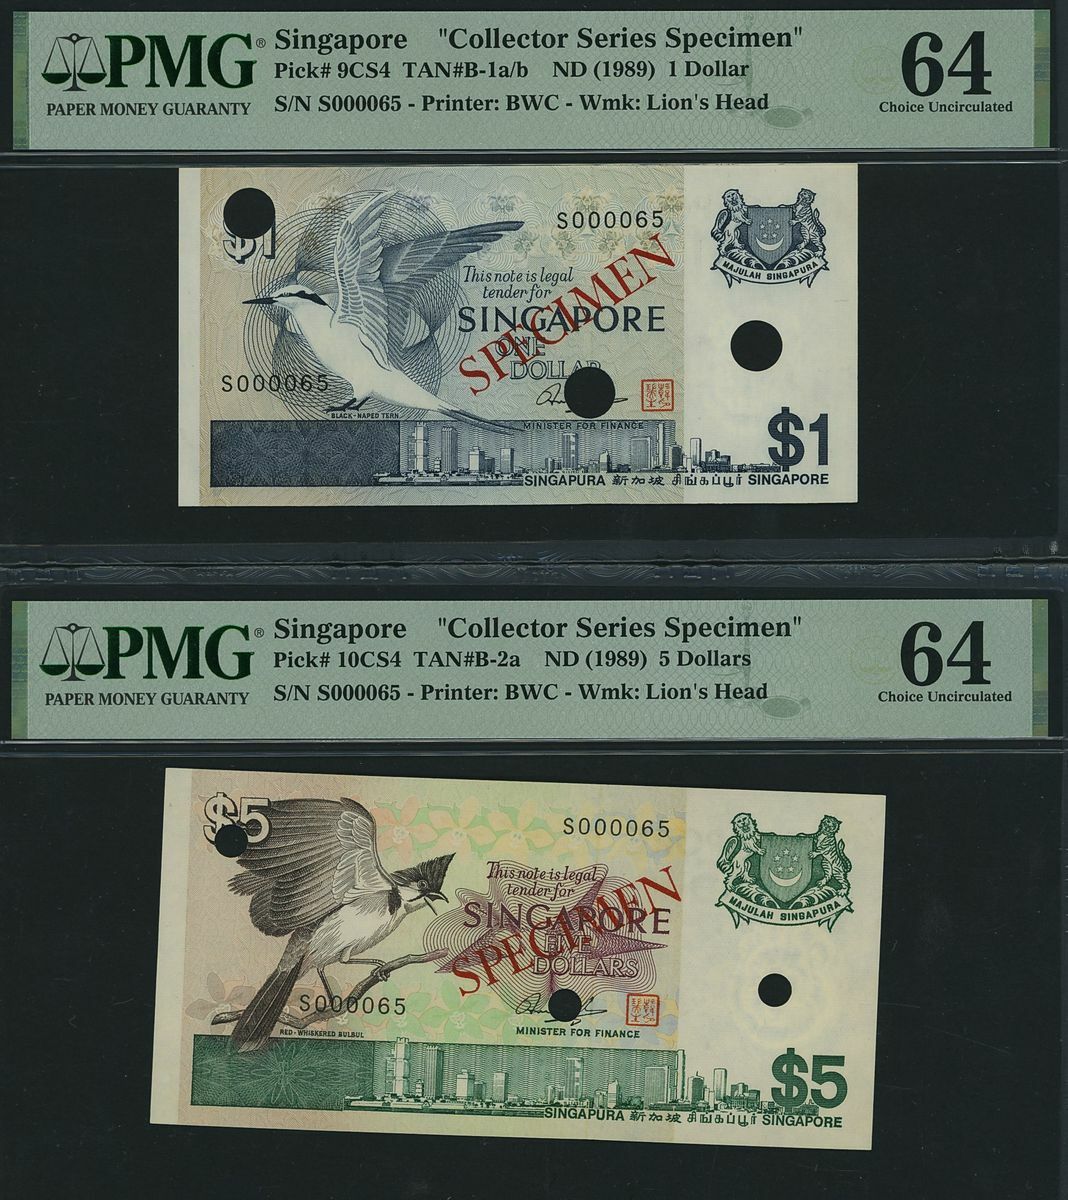 PMG®
PAPER MONEY GUARANTY
Singapore "Collector Series Specimen"
Pick# 9CS4 TAN#B-1a/b ND (1989) 1 Dollar
S/N S000065 - Printer: BWC - Wmk: Lion's Head
64
Choice Uncirculated
$1
S000065
This note is legal
tender for
SINGAPORE
ONE
DOLLAR
SPECIMEN
S000065
BLACK-NAPED TERN
MINISTER FOR FINANCE
MAJULAH SINGAPURA
$1
SINGAPURA 新加坡 சிங்கப்பூர் SINGAPORE
PMG®
PAPER MONEY GUARANTY
Singapore "Collector Series Specimen"
Pick# 10CS4 TAN#B-2a ND (1989) 5 Dollars
S/N S000065 - Printer: BWC - Wmk: Lion's Head
64
Choice Uncirculated
$5
S000065
This note is legal
tender for
SINGAPORE
FIVE
DOLLARS
SPECIMEN
S000065
RED-WHISKERED BULBUL
MINISTER FOR FINANCE
MAJULAH SINGAPURA
$5
SINGAPURA 新加坡 சிங்கப்பூர் SINGAPORE